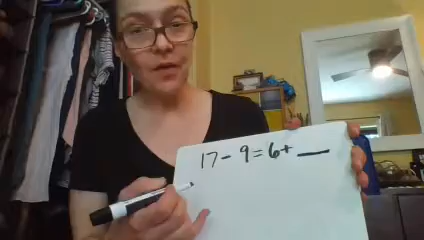 17 - 9 = 6 + ___